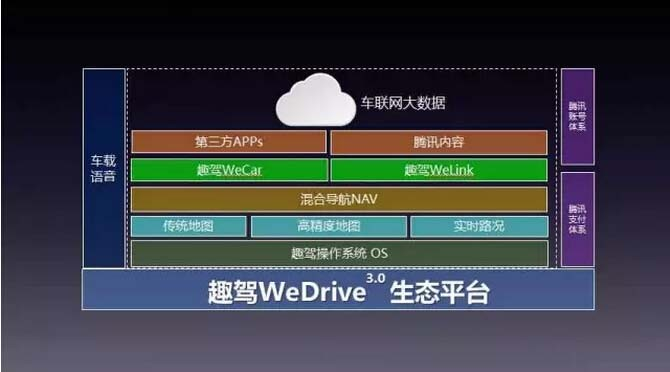 车联网大数据
车载
语音
第三方APPs
腾讯内容
腾讯
账号
体系
趣驾WeCar
趣驾WeLink
混合导航NAV
传统地图
高精度地图
实时路况
腾讯
支付
体系
趣驾操作系统 OS
趣驾WeDrive3.0生态平台